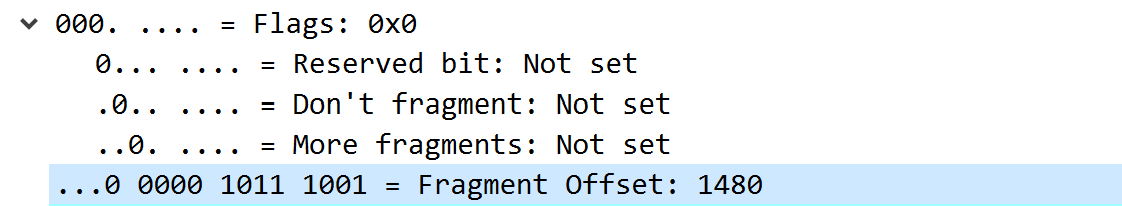 000. .... = Flags: 0x0
0... .... = Reserved bit: Not set
.0.. .... = Don't fragment: Not set
..0. .... = More fragments: Not set
...0 0000 1011 1001 = Fragment Offset: 1480